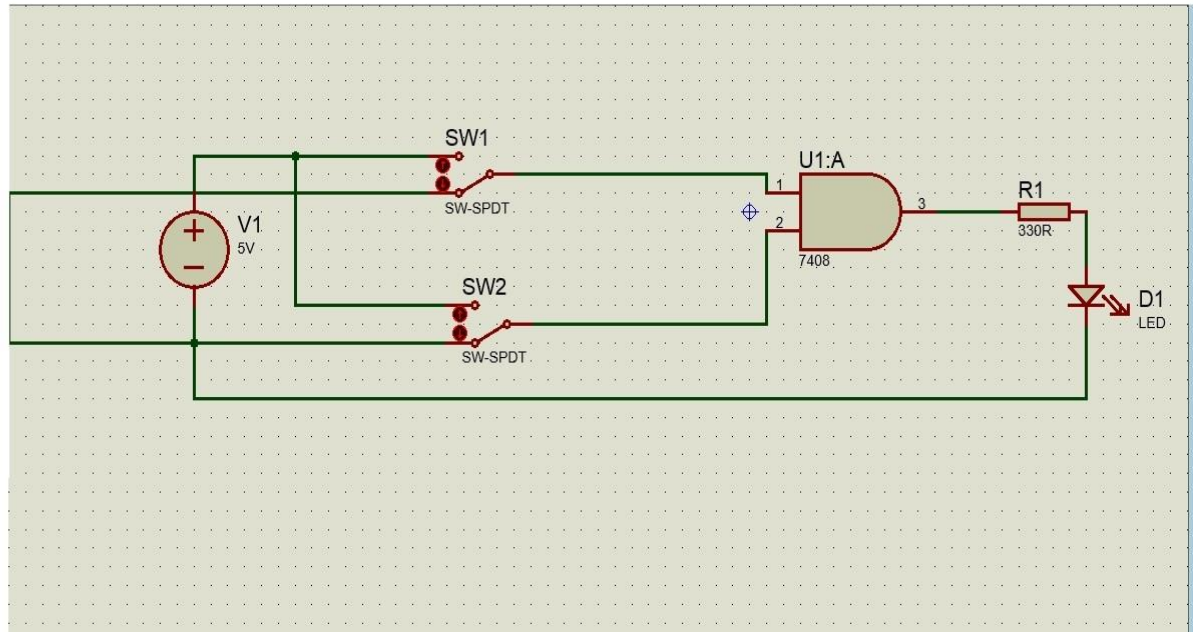 SW1
SW-SPDT
V1
5V
SW2
SW-SPDT
U1:A
1
2
3
7408
R1
330R
D1
LED